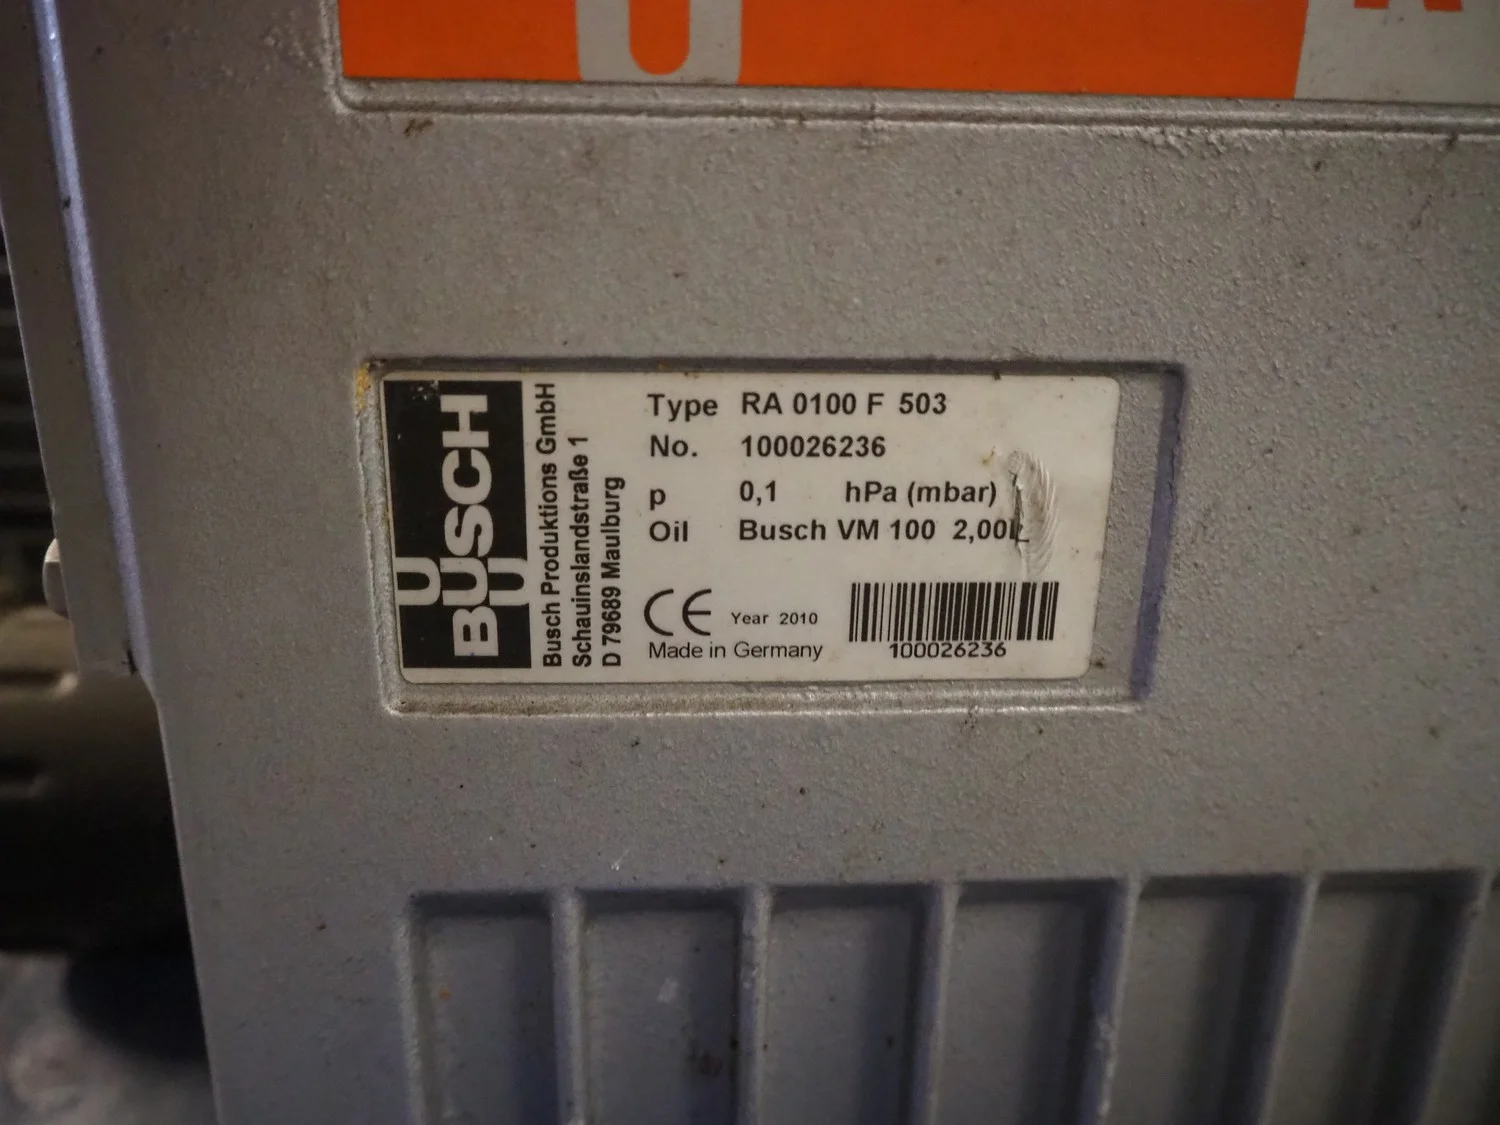 BUSCH
Busch Produktions GmbH
Schauinslandstraße 1
D 79689 Maulburg
Type RA 0100 F 503
No. 100026236
p 0,1 hPa (mbar)
Oil Busch VM 100 2,00L
CE Year 2010
Made in Germany
100026236